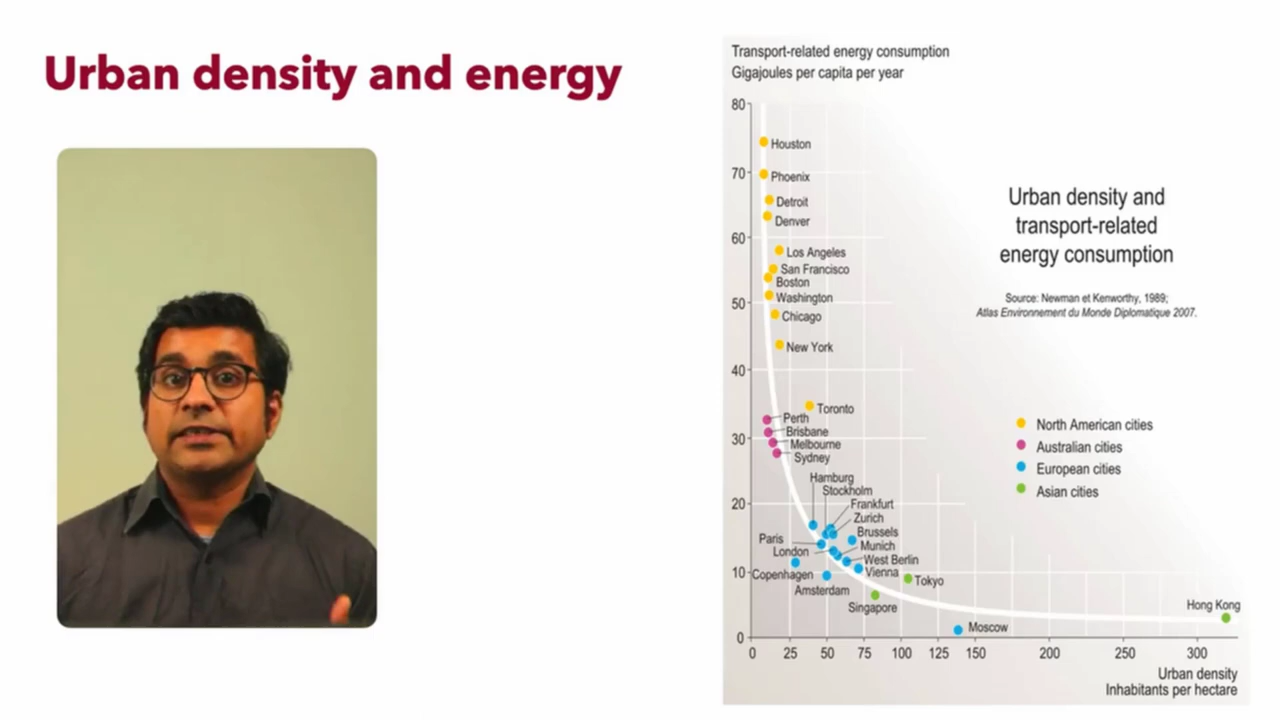 Urban density and energy
Transport-related energy consumption
Gigajoules per capita per year
80
Houston
70
Phoenix
Detroit
Denver
Urban density and
transport-related
energy consumption
60
Los Angeles
San Francisco
Boston
Washington
50
Source: Newman et Kenworthy, 1989;
Atlas Environnement du Monde Diplomatique 2007.
Chicago
New York
40
Toronto
Perth
Brisbane
30
Melbourne
Sydney
North American cities
Australian cities
European cities
Asian cities
Hamburg
Stockholm
20
Frankfurt
Zurich
Brussels
Paris
Munich
London
West Berlin
10
Copenhagen
Vienna
Tokyo
Amsterdam
Singapore
Hong Kong
Moscow
0
0 25 50 75 100 125 150 200 250 300
Urban density
Inhabitants per hectare